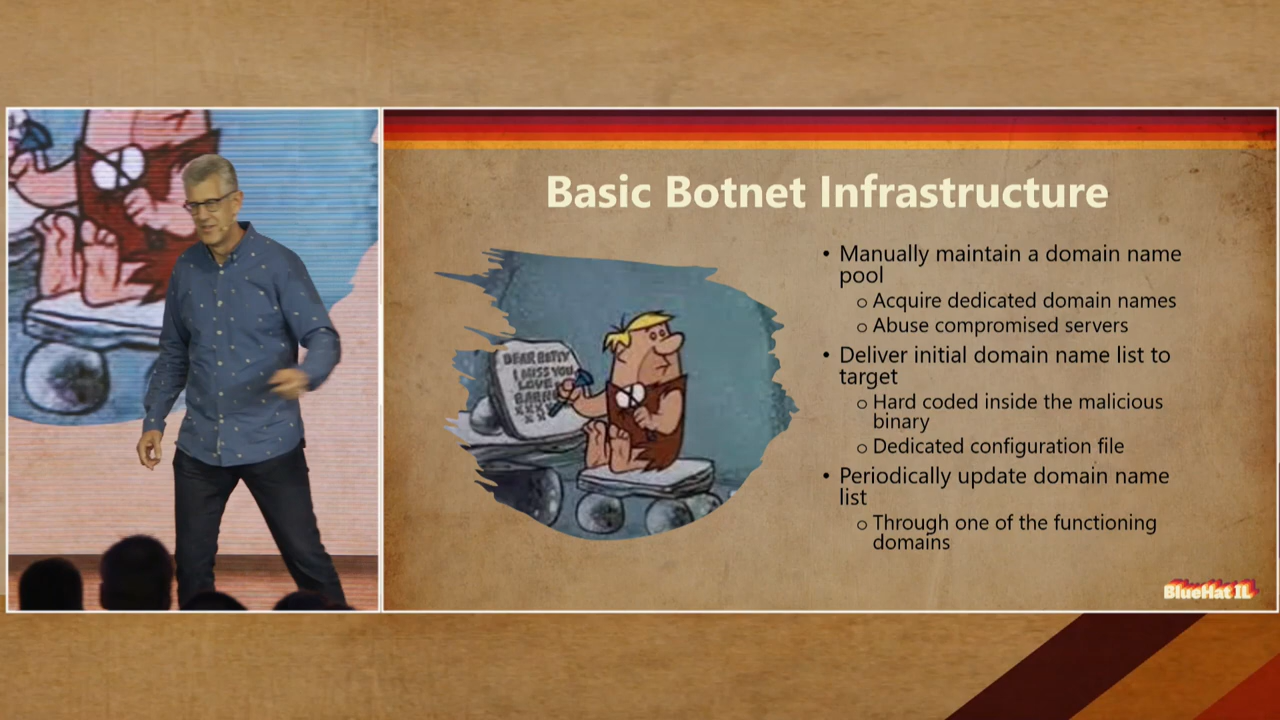 Basic Botnet Infrastructure
DEAR BETTY
I MISS YOU
LOVE
• Manually maintain a domain name
pool
o Acquire dedicated domain names
o Abuse compromised servers
• Deliver initial domain name list to
target
o Hard coded inside the malicious
binary
o Dedicated configuration file
• Periodically update domain name
list
o Through one of the functioning
domains
BlueHat IL